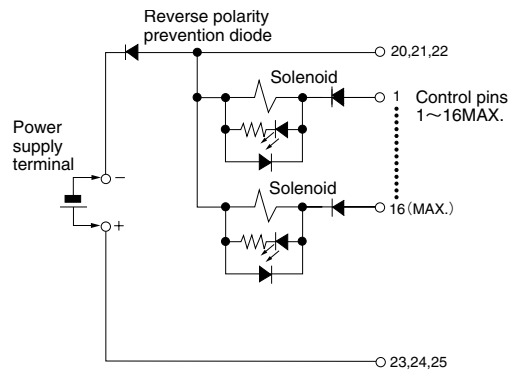 Reverse polarity
prevention diode
20,21,22
Solenoid
1
Control pins
1～16MAX.
Power
supply
terminal
−
+
Solenoid
16(MAX.)
23,24,25